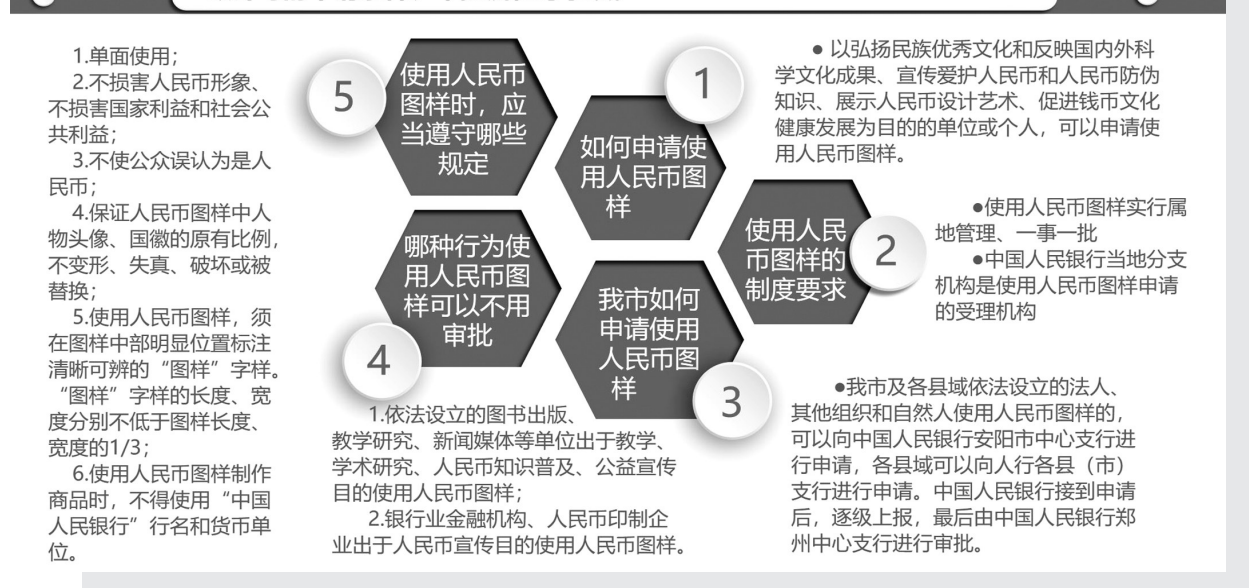 1
如何申请使
用人民币图
样
● 以弘扬民族优秀文化和反映国内外科
学文化成果、宣传爱护人民币和人民币防伪
知识、展示人民币设计艺术、促进钱币文化
健康发展为目的的单位或个人，可以申请使
用人民币图样。
使用人民
币图样的
制度要求
2
●使用人民币图样实行属
地管理、一事一批
●中国人民银行当地分支
机构是使用人民币图样申请
的受理机构
我市如何
申请使用
人民币图
样
3
●我市及各县域依法设立的法人、
其他组织和自然人使用人民币图样的，
可以向中国人民银行安阳市中心支行进
行申请，各县域可以向人行各县（市）
支行进行申请。中国人民银行接到申请
后，逐级上报，最后由中国人民银行郑
州中心支行进行审批。
哪种行为使
用人民币图
样可以不用
审批
4
1.依法设立的图书出版、
教学研究、新闻媒体等单位出于教学、
学术研究、人民币知识普及、公益宣传
目的使用人民币图样；
2.银行业金融机构、人民币印制企
业出于人民币宣传目的使用人民币图样。
5
使用人民币
图样时，应
当遵守哪些
规定
1.单面使用；
2.不损害人民币形象、
不损害国家利益和社会公
共利益；
3.不使公众误认为是人
民币；
4.保证人民币图样中人
物头像、国徽的原有比例，
不变形、失真、破坏或被
替换；
5.使用人民币图样，须
在图样中部明显位置标注
清晰可辨的“图样”字样。
“图样”字样的长度、宽
度分别不低于图样长度、
宽度的1/3；
6.使用人民币图样制作
商品时，不得使用“中国
人民银行”行名和货币单
位。